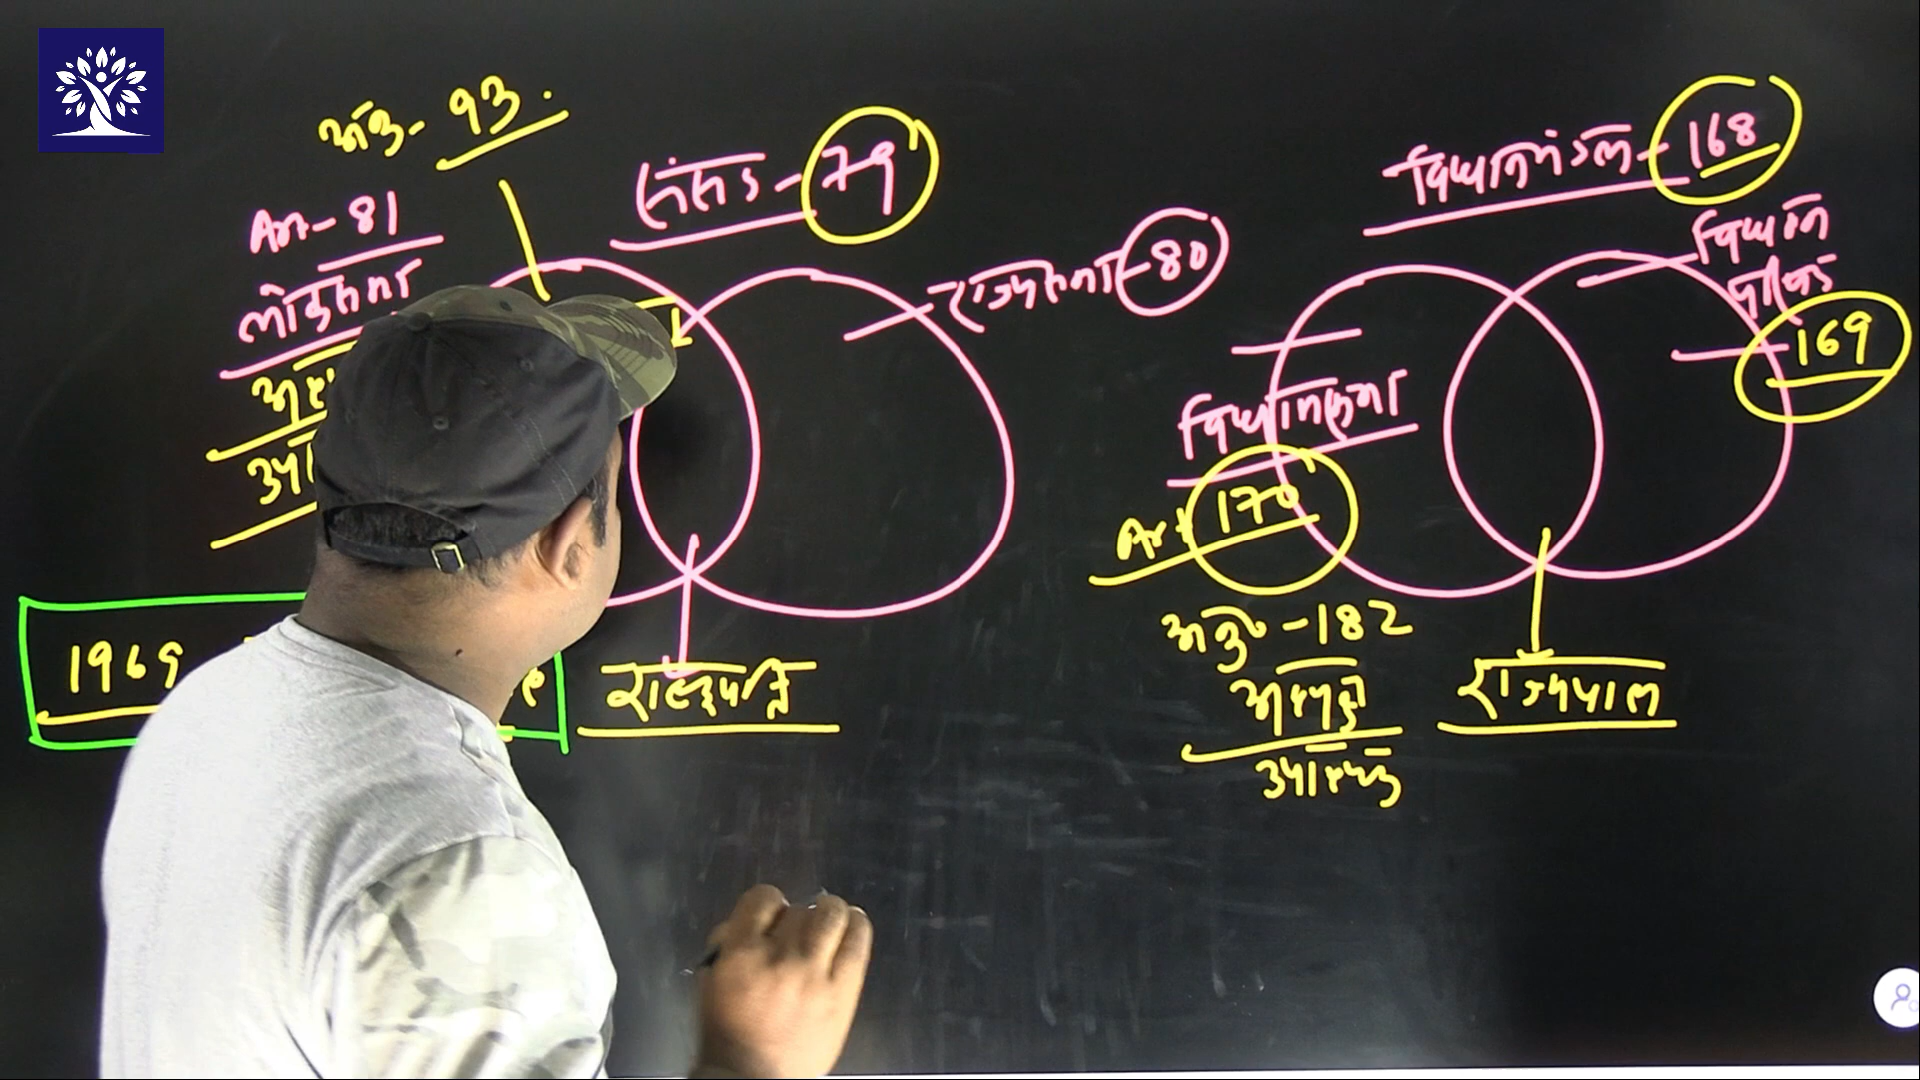 अनु- 93.
Art-81
लोकसभा
संसद - 79
राज्यसभा-80
1969
राष्ट्रपति
विधानमंडल-168
विधान
परिषद
169
विधानसभा
Art 170
अनु०-182
अध्यक्ष
उपाध्यक्ष
राज्यपाल